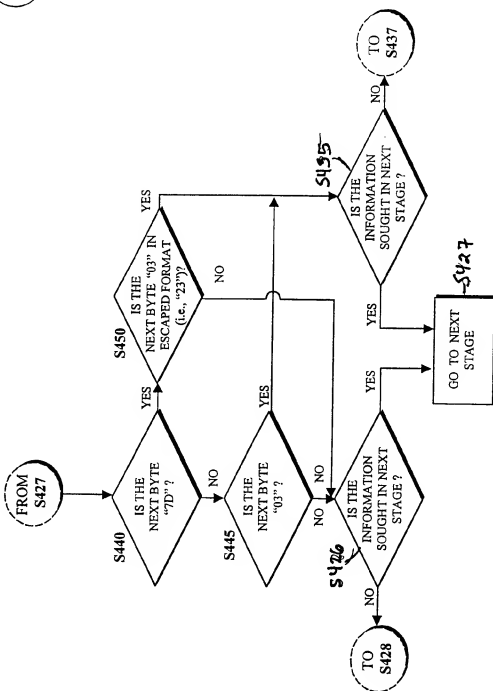 FROM
S427
S440
IS THE
NEXT BYTE
"7D" ?
YES
NO
S450
IS THE
NEXT BYTE "03" IN
ESCAPED FORMAT
(i.e., "23")?
YES
NO
S445
IS THE
NEXT BYTE
"03" ?
YES
NO
NO
S426
IS THE
INFORMATION
SOUGHT IN NEXT
STAGE ?
NO
YES
TO
S428
S435
IS THE
INFORMATION
SOUGHT IN NEXT
STAGE ?
YES
NO
TO
S437
S427
GO TO NEXT
STAGE